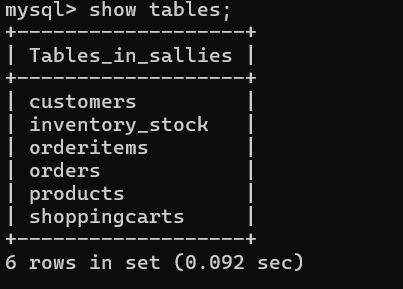 mysql> show tables;
+-------------------+
| Tables_in_sallies |
+-------------------+
| customers         |
| inventory_stock   |
| orderitems        |
| orders            |
| products          |
| shoppingcarts     |
+-------------------+
6 rows in set (0.092 sec)